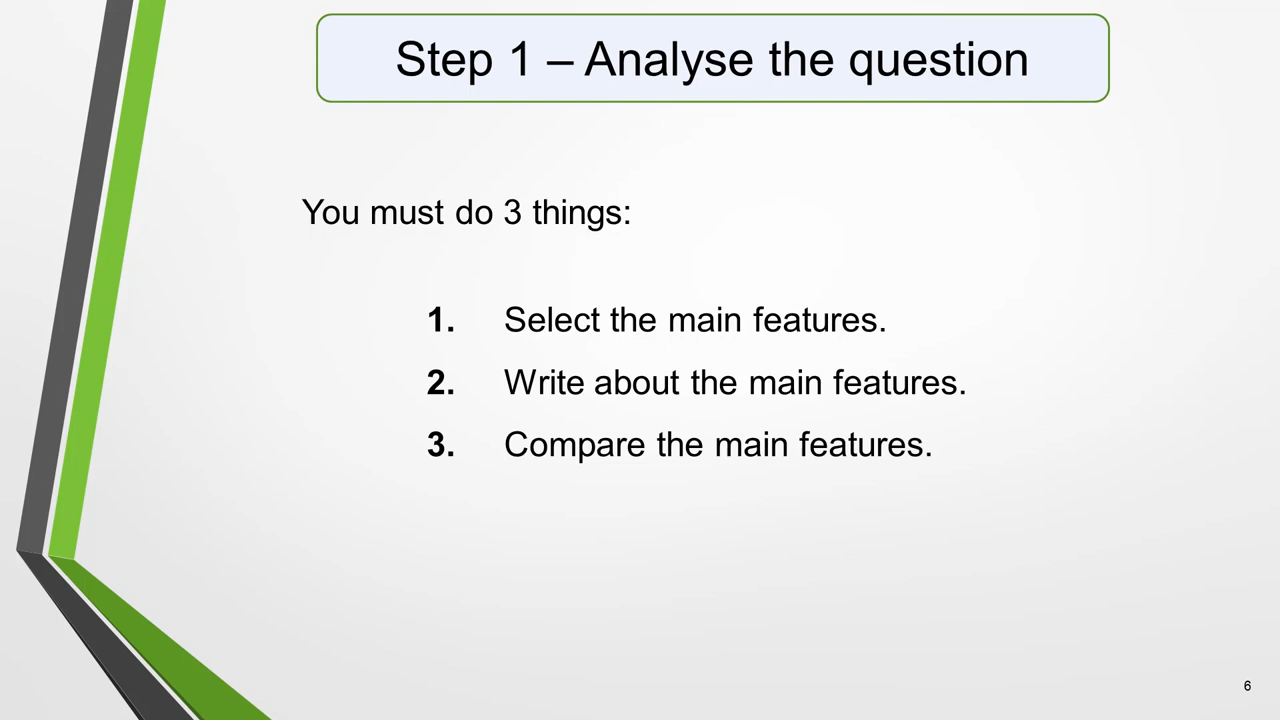 Step 1 – Analyse the question
You must do 3 things:
1. Select the main features.
2. Write about the main features.
3. Compare the main features.
6